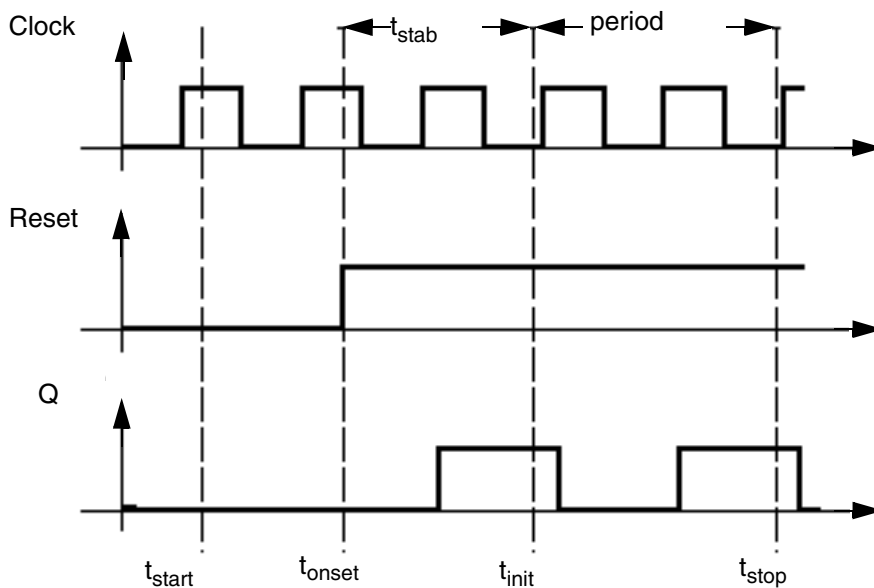 Clock
t_stab
period
Reset
Q
t_start
t_onset
t_init
t_stop